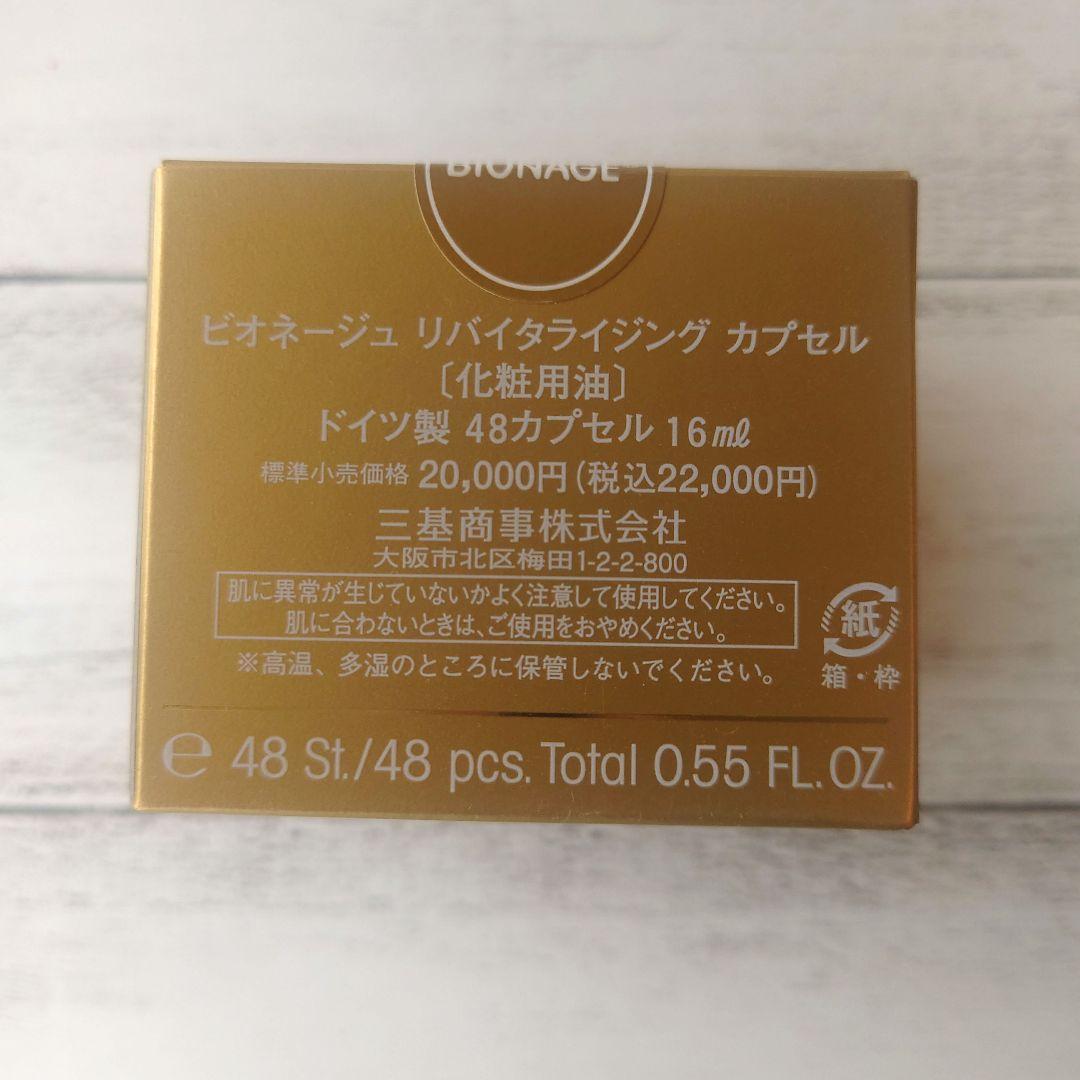 BIONAGE
ビオネージュ リバイタライジング カプセル
〔化粧用油〕
ドイツ製 48カプセル 16㎖
標準小売価格 20,000円(税込22,000円)
三基商事株式会社
大阪市北区梅田1-2-2-800
肌に異常が生じていないかよく注意して使用してください。
肌に合わないときは、ご使用をおやめください。
※高温、多湿のところに保管しないでください。
紙
箱・枠
℮ 48 St./48 pcs. Total 0.55 FL.OZ.